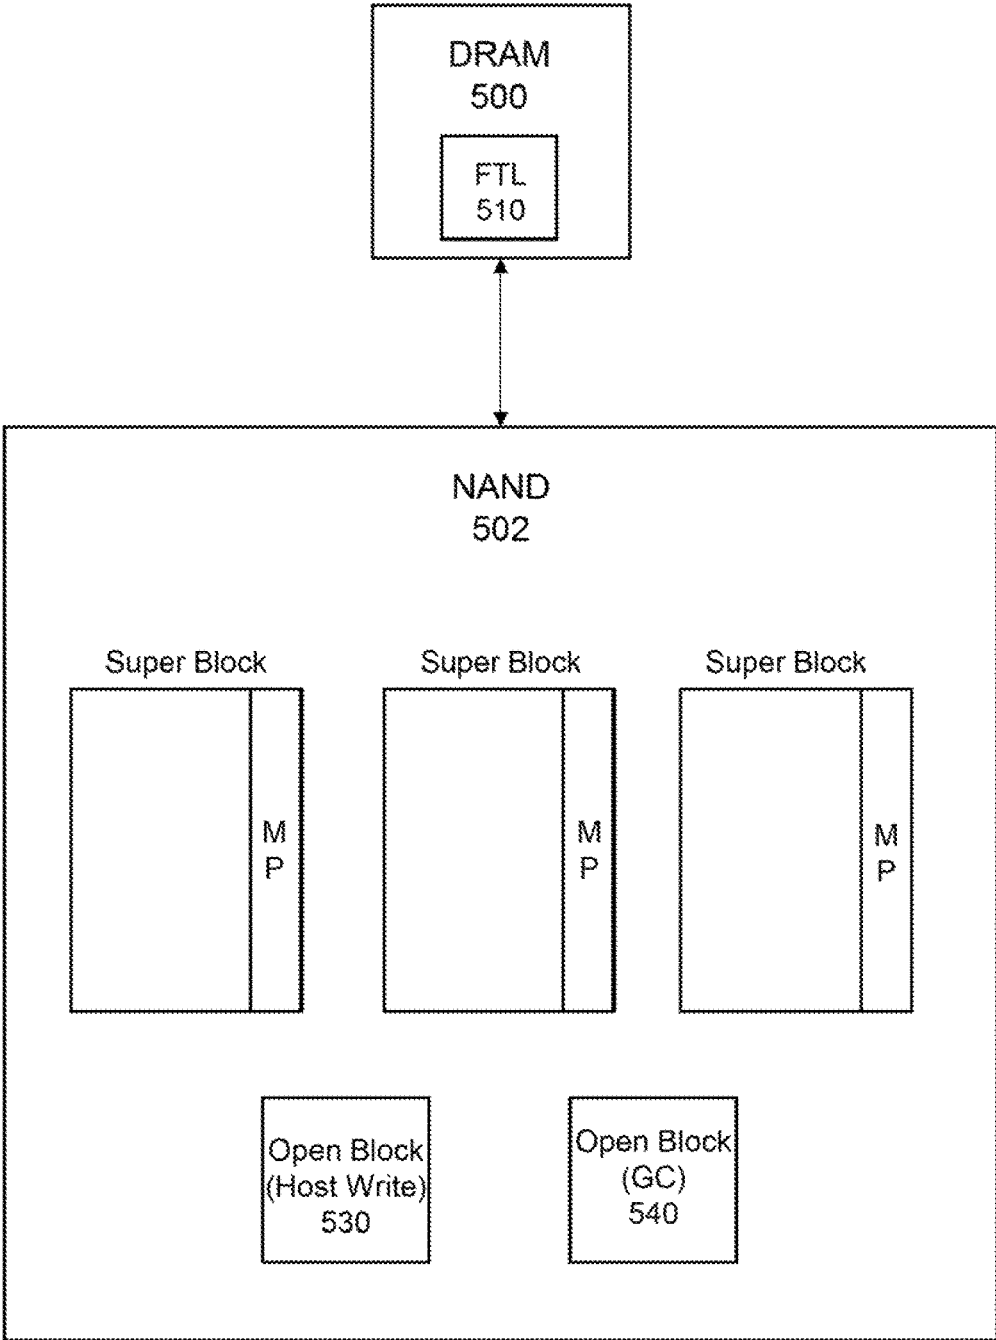 DRAM
500
FTL
510
NAND
502
Super Block
Super Block
Super Block
M
P
M
P
M
P
Open Block
(Host Write)
530
Open Block
(GC)
540